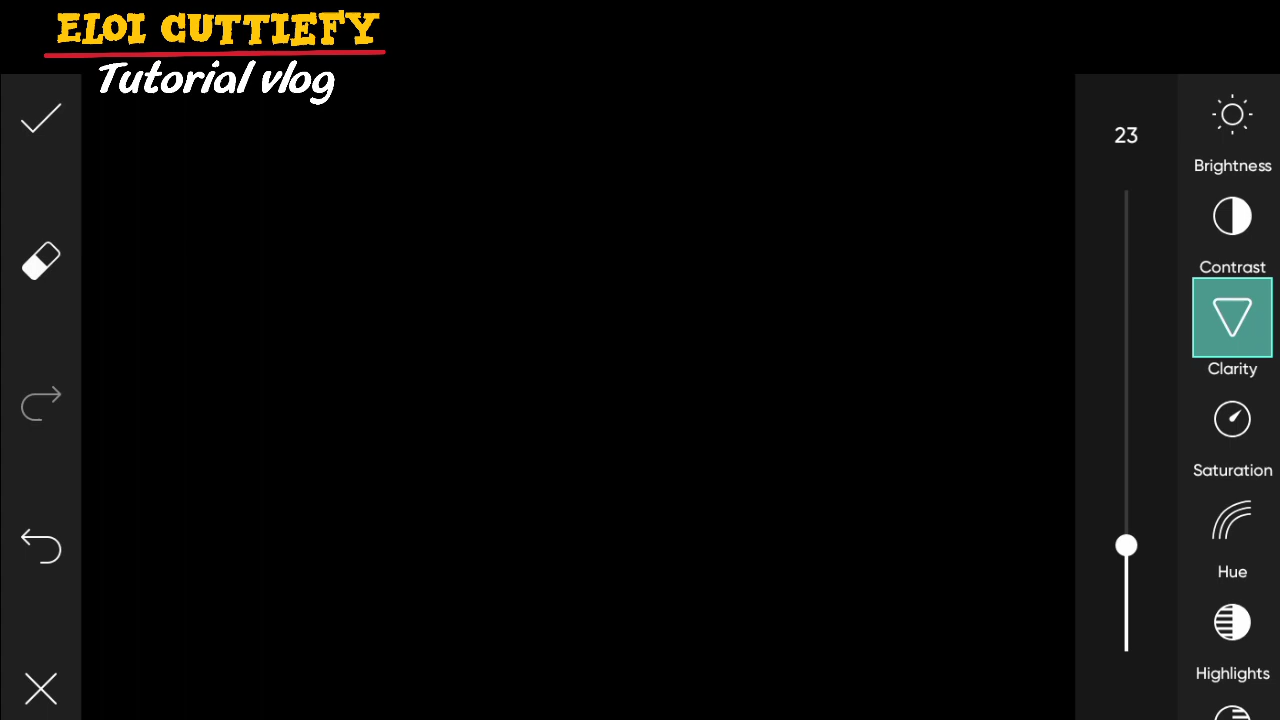 ELOI CUTTIEFY
Tutorial vlog
23
Brightness
Contrast
Clarity
Saturation
Hue
Highlights